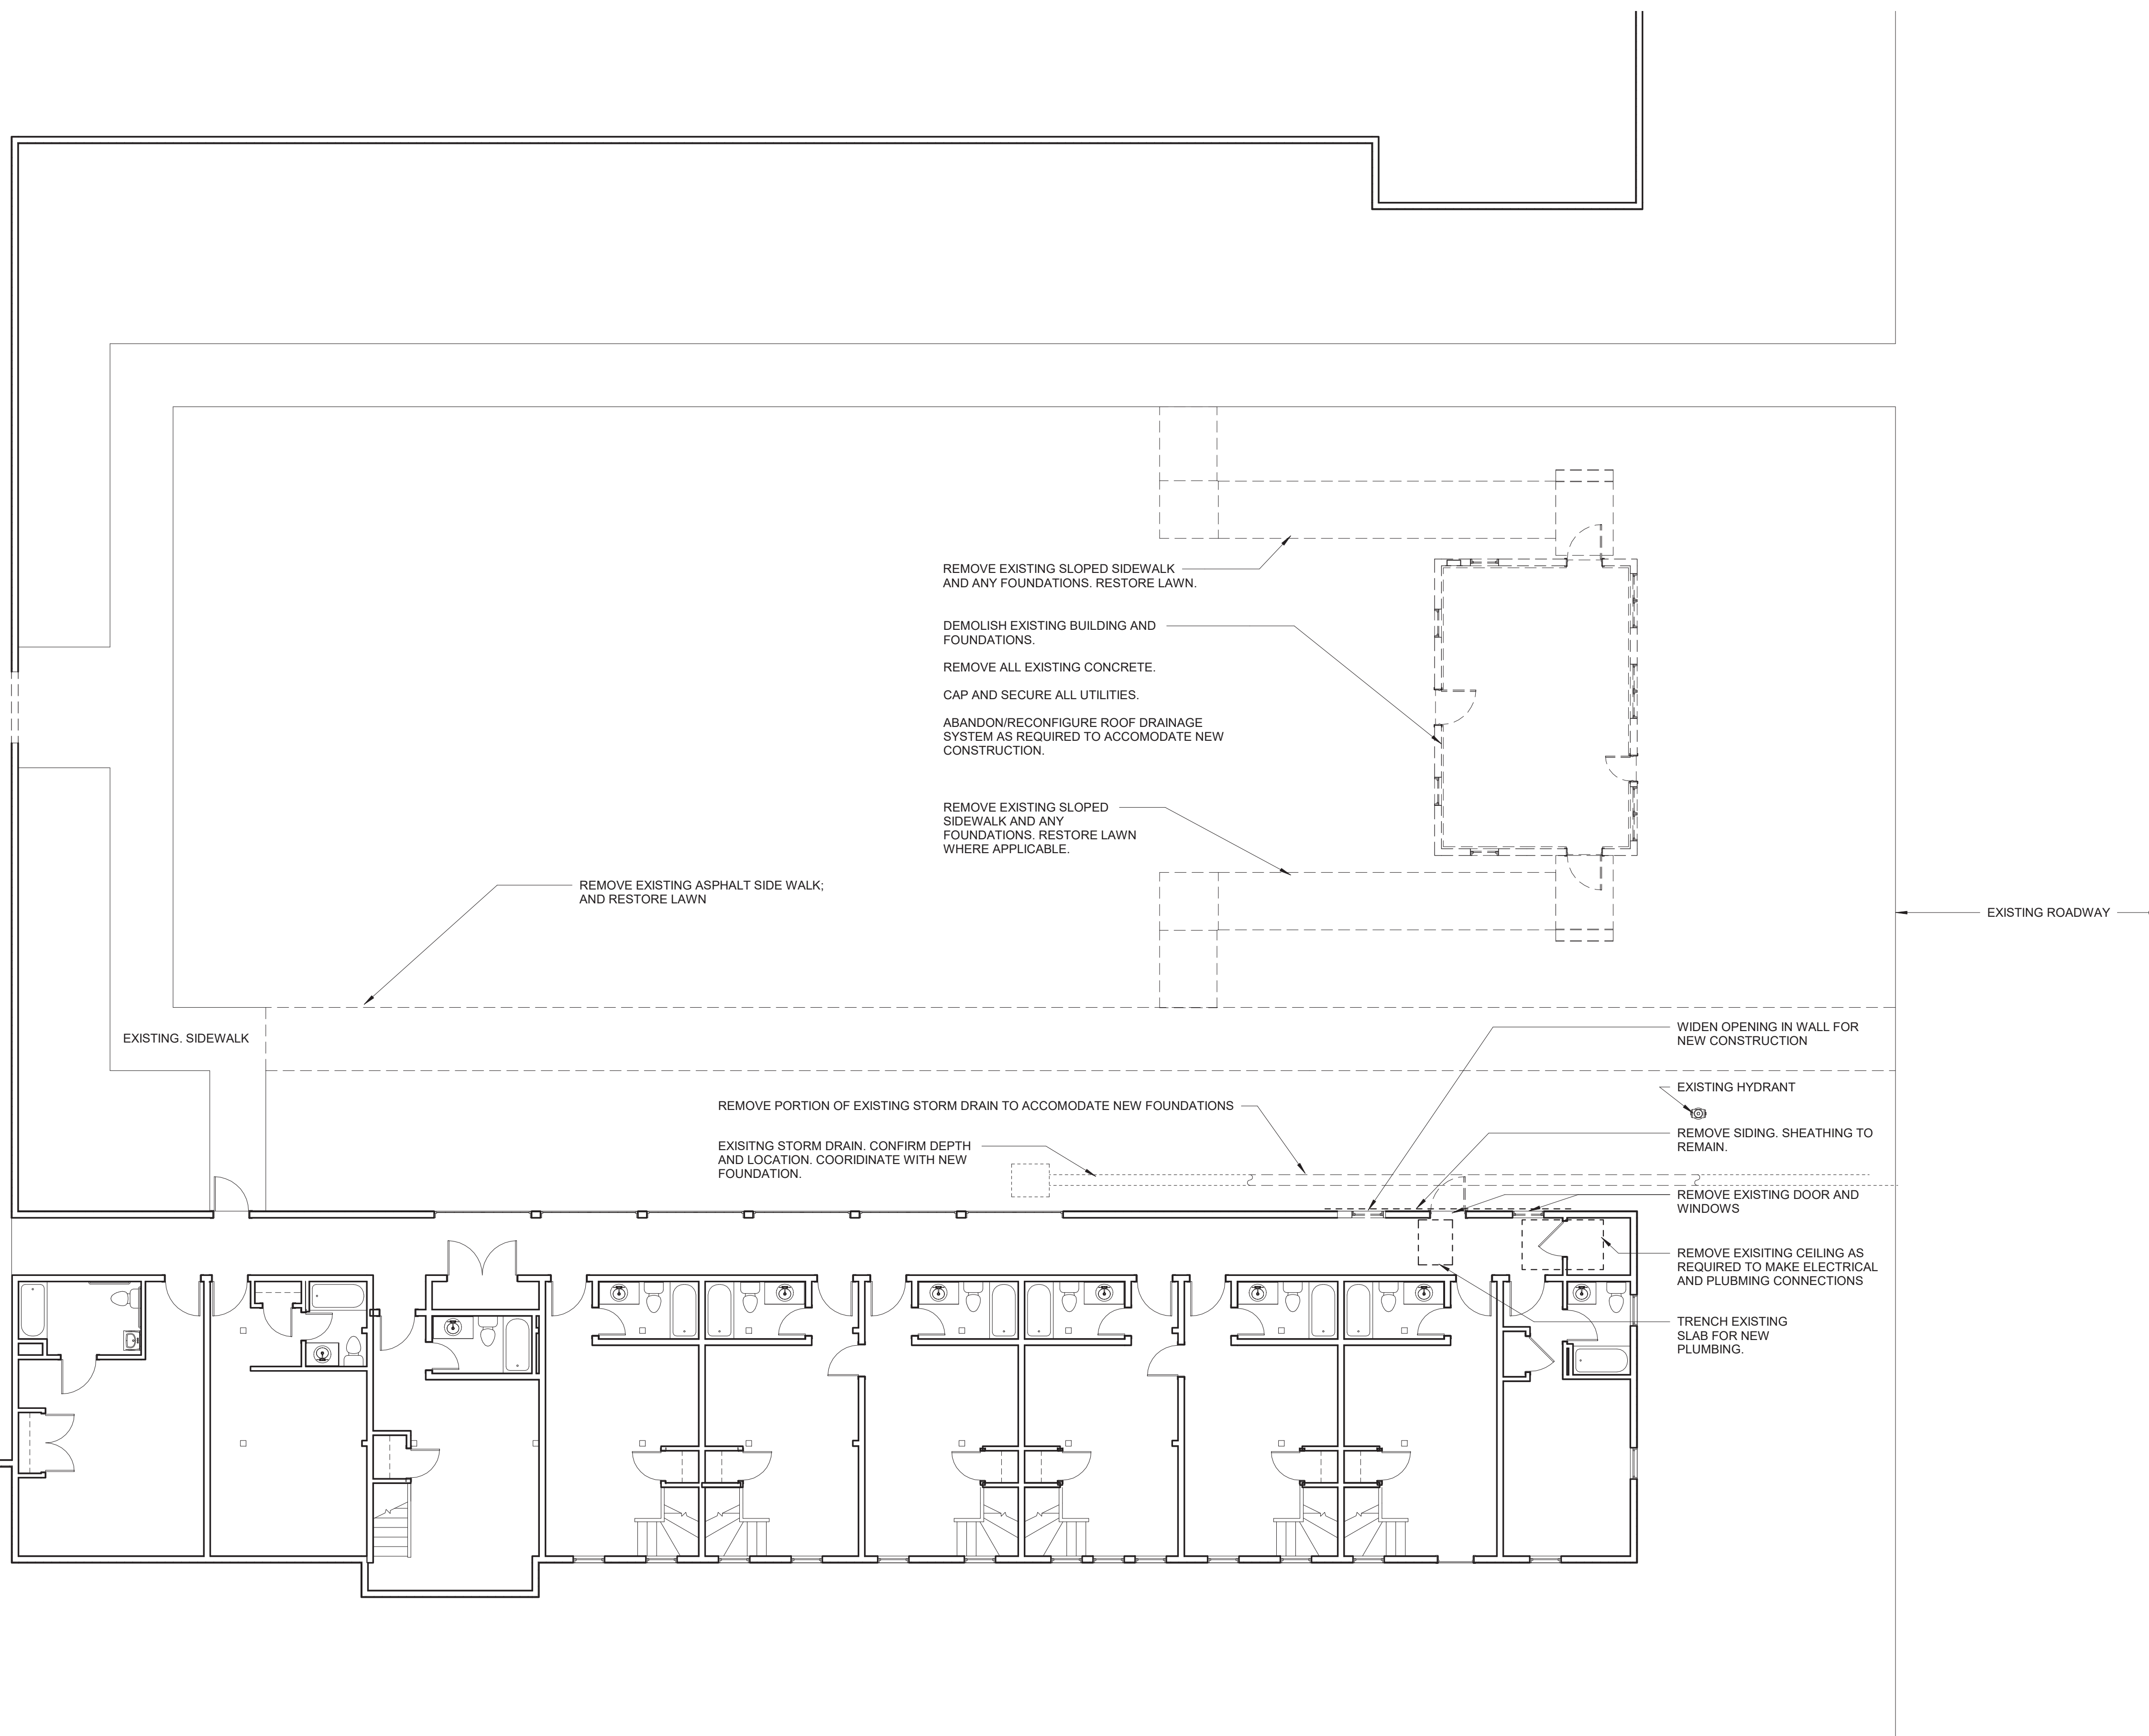 REMOVE EXISTING SLOPED SIDEWALK
AND ANY FOUNDATIONS. RESTORE LAWN.
DEMOLISH EXISTING BUILDING AND
FOUNDATIONS.
REMOVE ALL EXISTING CONCRETE.
CAP AND SECURE ALL UTILITIES.
ABANDON/RECONFIGURE ROOF DRAINAGE
SYSTEM AS REQUIRED TO ACCOMODATE NEW
CONSTRUCTION.
REMOVE EXISTING SLOPED
SIDEWALK AND ANY
FOUNDATIONS. RESTORE LAWN
WHERE APPLICABLE.
REMOVE EXISTING ASPHALT SIDE WALK;
AND RESTORE LAWN
EXISTING ROADWAY
EXISTING. SIDEWALK
WIDEN OPENING IN WALL FOR
NEW CONSTRUCTION
EXISTING HYDRANT
REMOVE PORTION OF EXISTING STORM DRAIN TO ACCOMODATE NEW FOUNDATIONS
EXISITNG STORM DRAIN. CONFIRM DEPTH
AND LOCATION. COORIDINATE WITH NEW
FOUNDATION.
REMOVE SIDING. SHEATHING TO
REMAIN.
REMOVE EXISTING DOOR AND
WINDOWS
REMOVE EXISITING CEILING AS
REQUIRED TO MAKE ELECTRICAL
AND PLUBMING CONNECTIONS
TRENCH EXISTING
SLAB FOR NEW
PLUMBING.